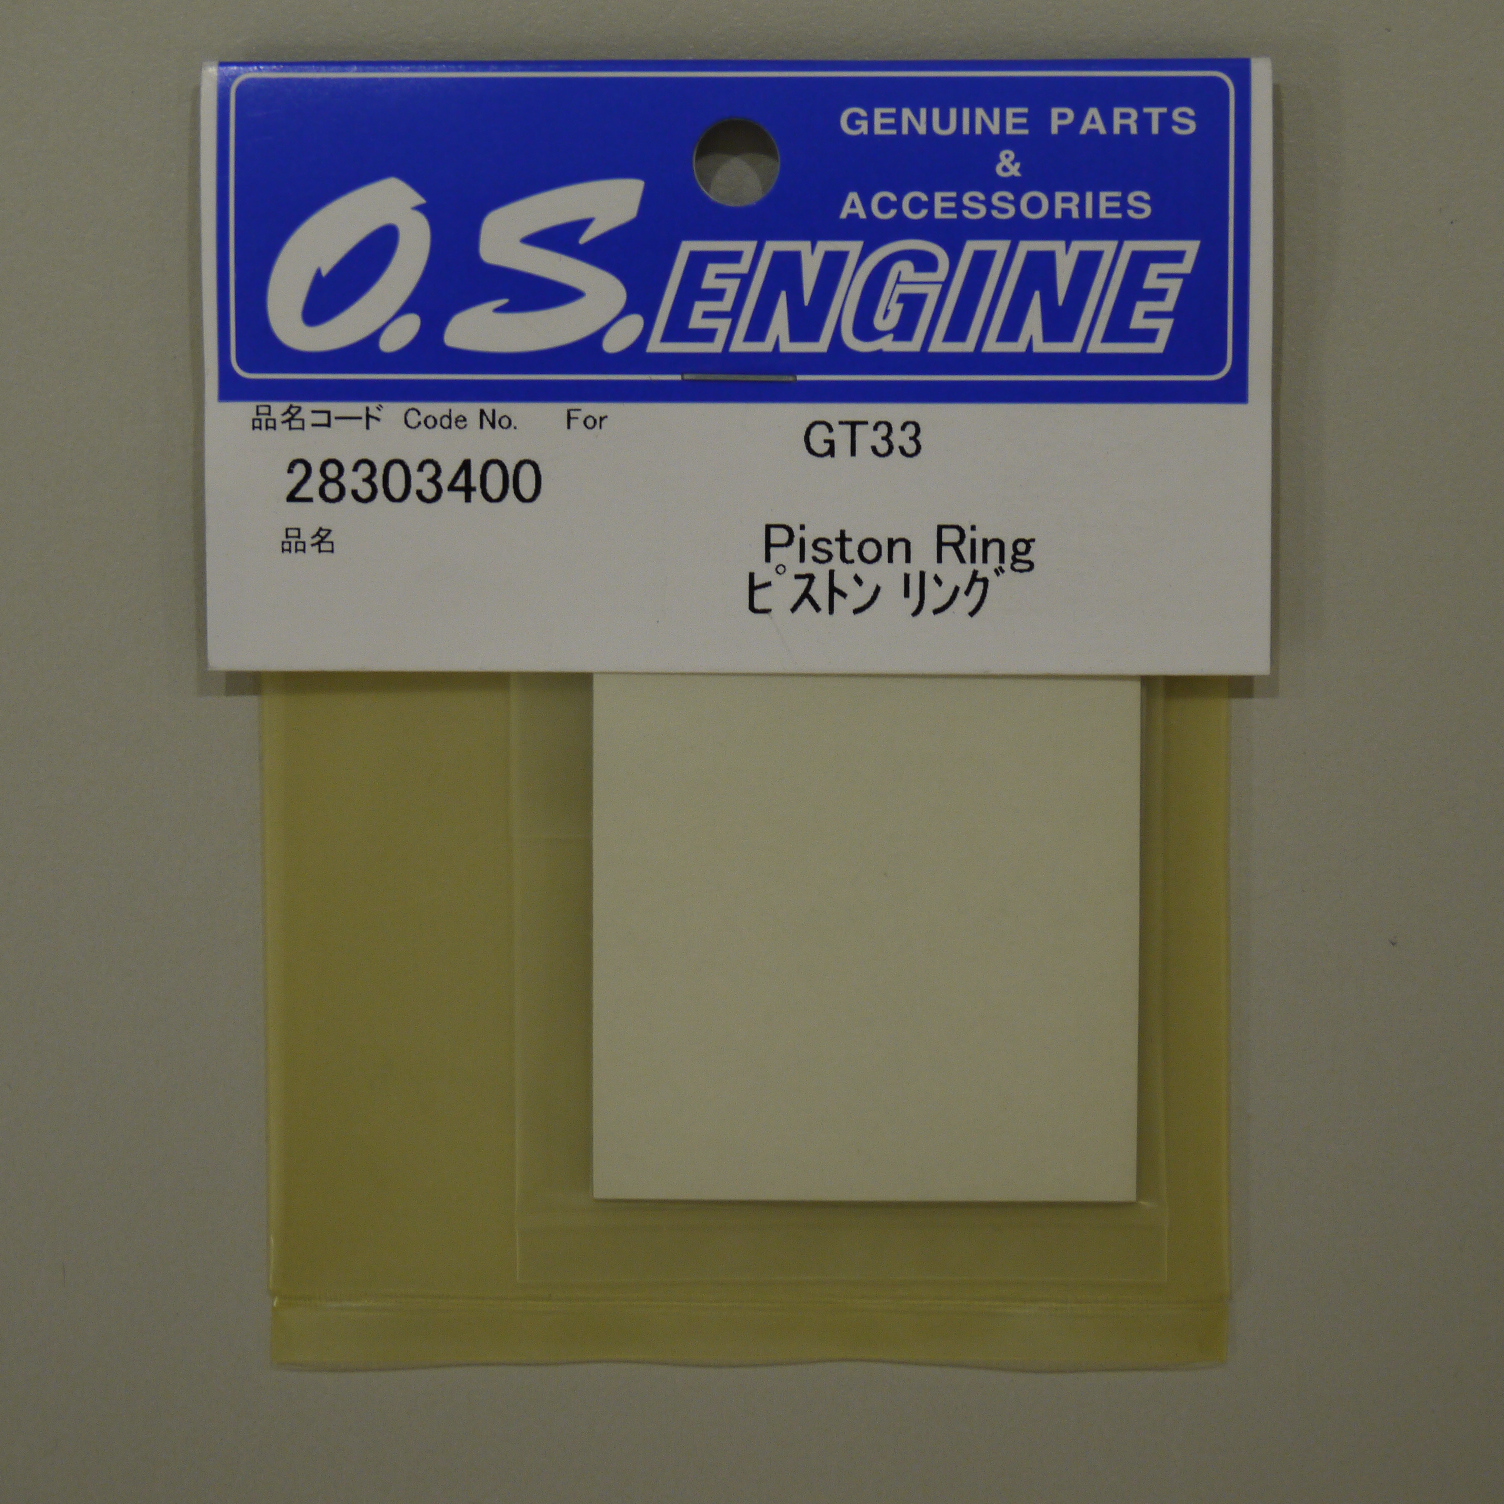 GENUINE PARTS
&
ACCESSORIES
O.S.ENGINE
品名コード Code No. For
GT33
28303400
品名
Piston Ring
ピストン リング